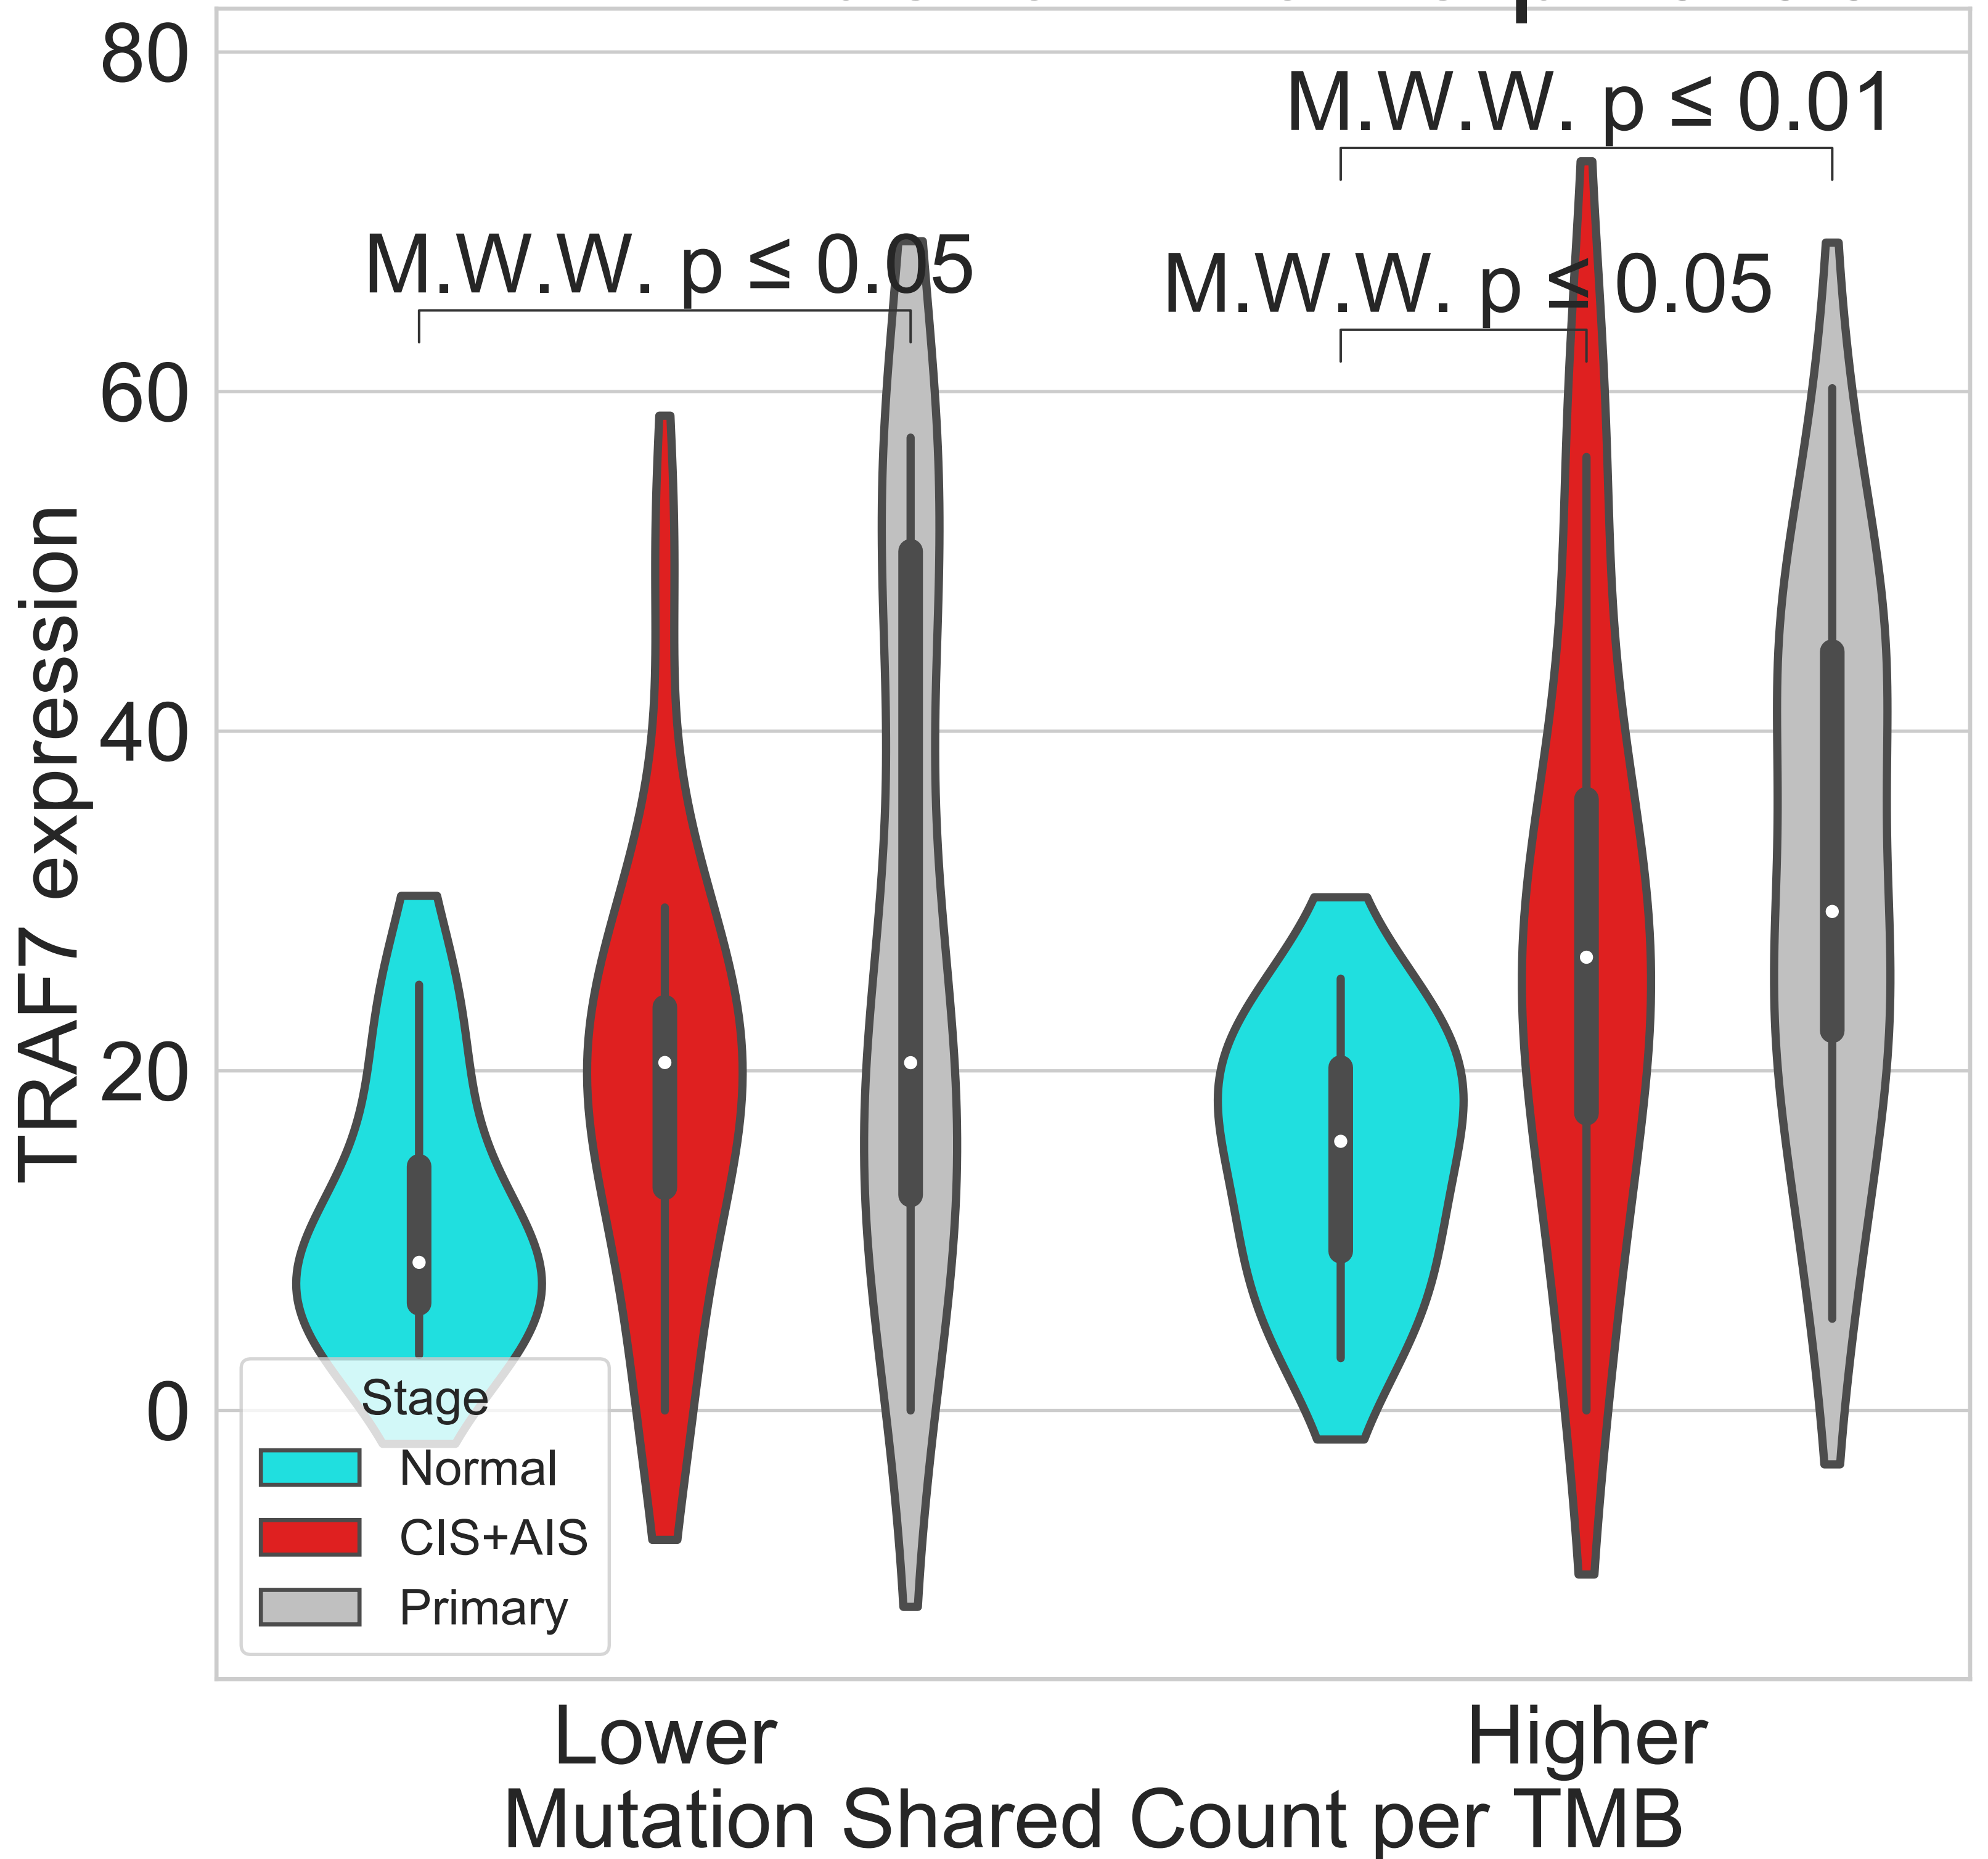 80
M.W.W. p ≤ 0.01
M.W.W. p ≤ 0.05
M.W.W. p ≤ 0.05
60
40
20
0
TRAF7 expression
Stage
Normal
CIS+AIS
Primary
Lower
Higher
Mutation Shared Count per TMB